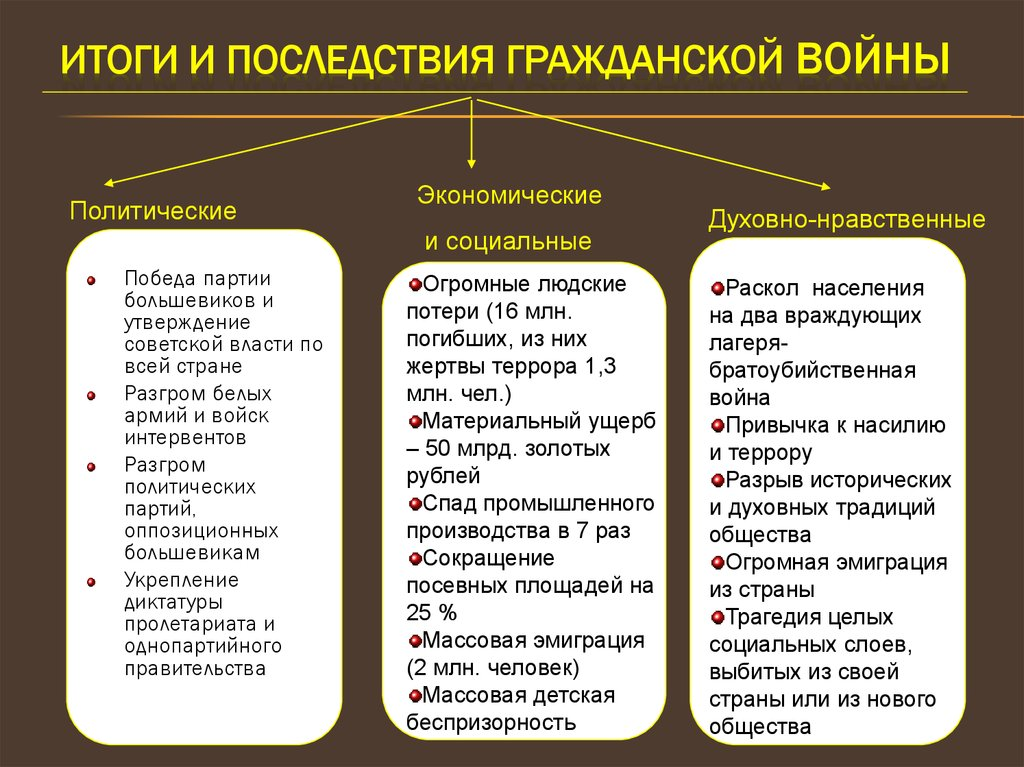 ИТОГИ И ПОСЛЕДСТВИЯ ГРАЖДАНСКОЙ ВОЙНЫ
Политические
Победа партии
большевиков и
утверждение
советской власти по
всей стране
Разгром белых
армий и войск
интервентов
Разгром
политических
партий,
оппозиционных
большевикам
Укрепление
диктатуры
пролетариата и
однопартийного
правительства
Экономические
и социальные
Огромные людские
потери (16 млн.
погибших, из них
жертвы террора 1,3
млн. чел.)
Материальный ущерб
– 50 млрд. золотых
рублей
Спад промышленного
производства в 7 раз
Сокращение
посевных площадей на
25 %
Массовая эмиграция
(2 млн. человек)
Массовая детская
беспризорность
Духовно-нравственные
Раскол населения
на два враждующих
лагеря-
братоубийственная
война
Привычка к насилию
и террору
Разрыв исторических
и духовных традиций
общества
Огромная эмиграция
из страны
Трагедия целых
социальных слоев,
выбитых из своей
страны или из нового
общества